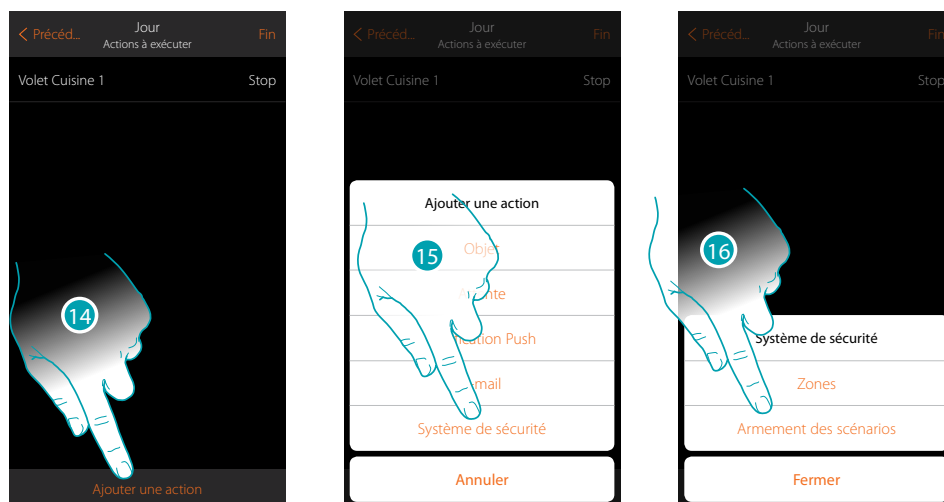 Précéd... Jour Fin
Actions à exécuter
Volet Cuisine 1 Stop
14
Ajouter une action
Précéd... Jour Fin
Actions à exécuter
Volet Cuisine 1 Stop
Ajouter une action
15
Objet
Push
Système de sécurité
Annuler
Précéd... Jour Fin
Actions à exécuter
Volet Cuisine 1 Stop
16
Système de sécurité
Zones
Armement des scénarios
Fermer